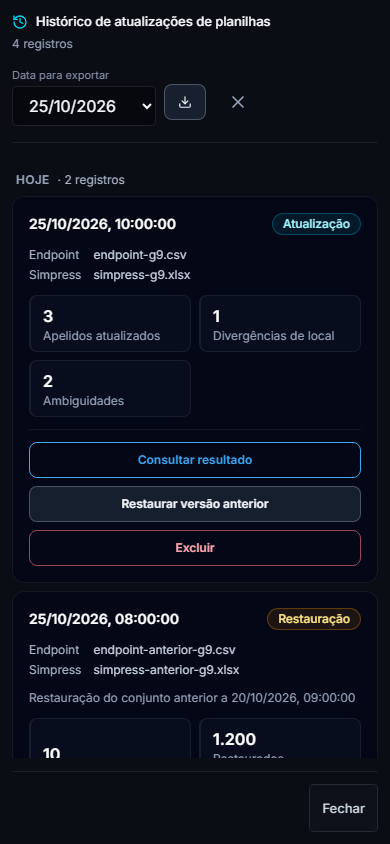 Histórico de atualizações de planilhas
4 registros
Data para exportar
25/10/2026
HOJE · 2 registros
25/10/2026, 10:00:00 Atualização
Endpoint endpoint-g9.csv
Simpress simpress-g9.xlsx
3 1
Apelidos atualizados Divergências de local
2
Ambiguidades
Consultar resultado
Restaurar versão anterior
Excluir
25/10/2026, 08:00:00 Restauração
Endpoint endpoint-anterior-g9.csv
Simpress simpress-anterior-g9.xlsx
Restauração do conjunto anterior a 20/10/2026, 09:00:00
10 1.200
Restaurados
Fechar